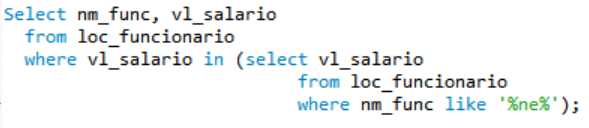 Select nm_func, vl_salario
from loc_funcionario
where vl_salario in (select vl_salario
from loc_funcionario
where nm_func like '%ne%');